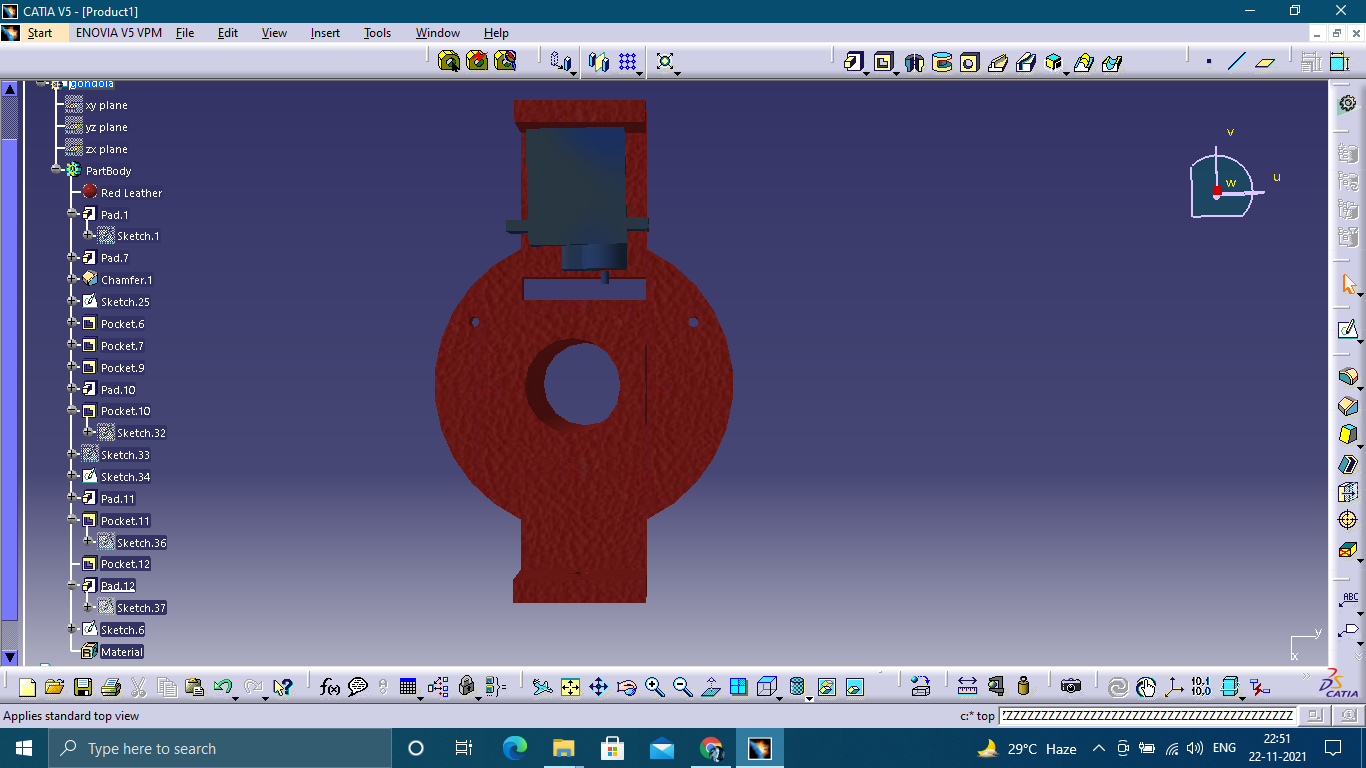 CATIA V5 - [Product1]
Start ENOVIA V5 VPM File Edit View Insert Tools Window Help
gondola
xy plane
yz plane
zx plane
PartBody
Red Leather
Pad.1
Sketch.1
Pad.7
Chamfer.1
Sketch.25
Pocket.6
Pocket.7
Pocket.9
Pad.10
Pocket.10
Sketch.32
Sketch.33
Sketch.34
Pad.11
Pocket.11
Sketch.36
Pocket.12
Pad.12
Sketch.37
Sketch.6
Material
v
u
w
ABC
y
x
f(x)
10.1
10.0
CATIA
Applies standard top view
c:* top
Type here to search
29°C Haze
ENG
22:51
22-11-2021